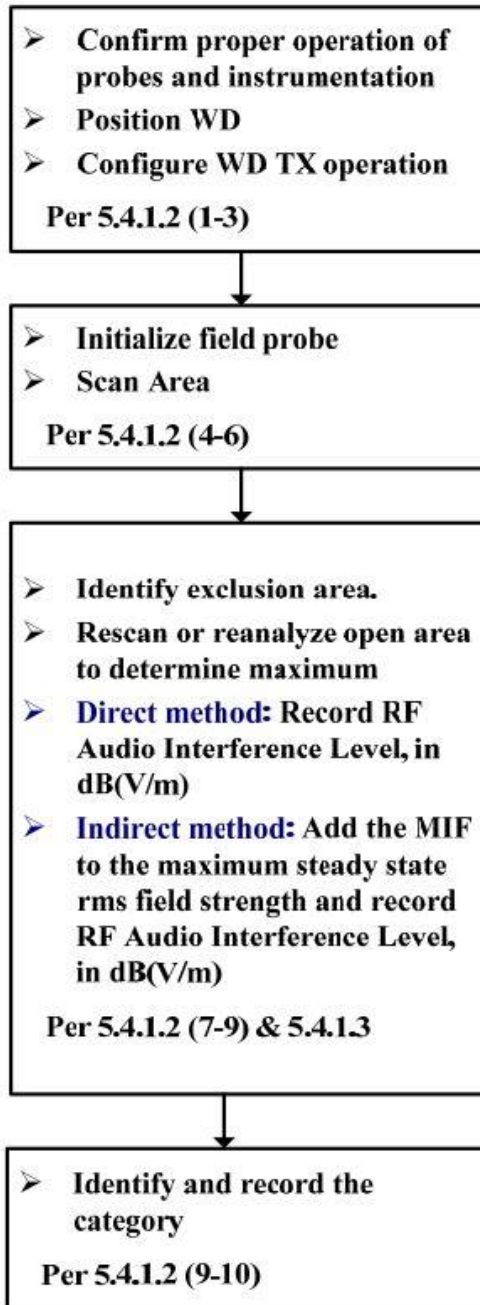 ➢ Confirm proper operation of
probes and instrumentation
➢ Position WD
➢ Configure WD TX operation
Per 5.4.1.2 (1-3)
➢ Initialize field probe
➢ Scan Area
Per 5.4.1.2 (4-6)
➢ Identify exclusion area.
➢ Rescan or reanalyze open area
to determine maximum
➢ Direct method: Record RF
Audio Interference Level, in
dB(V/m)
➢ Indirect method: Add the MIF
to the maximum steady state
rms field strength and record
RF Audio Interference Level,
in dB(V/m)
Per 5.4.1.2 (7-9) & 5.4.1.3
➢ Identify and record the
category
Per 5.4.1.2 (9-10)